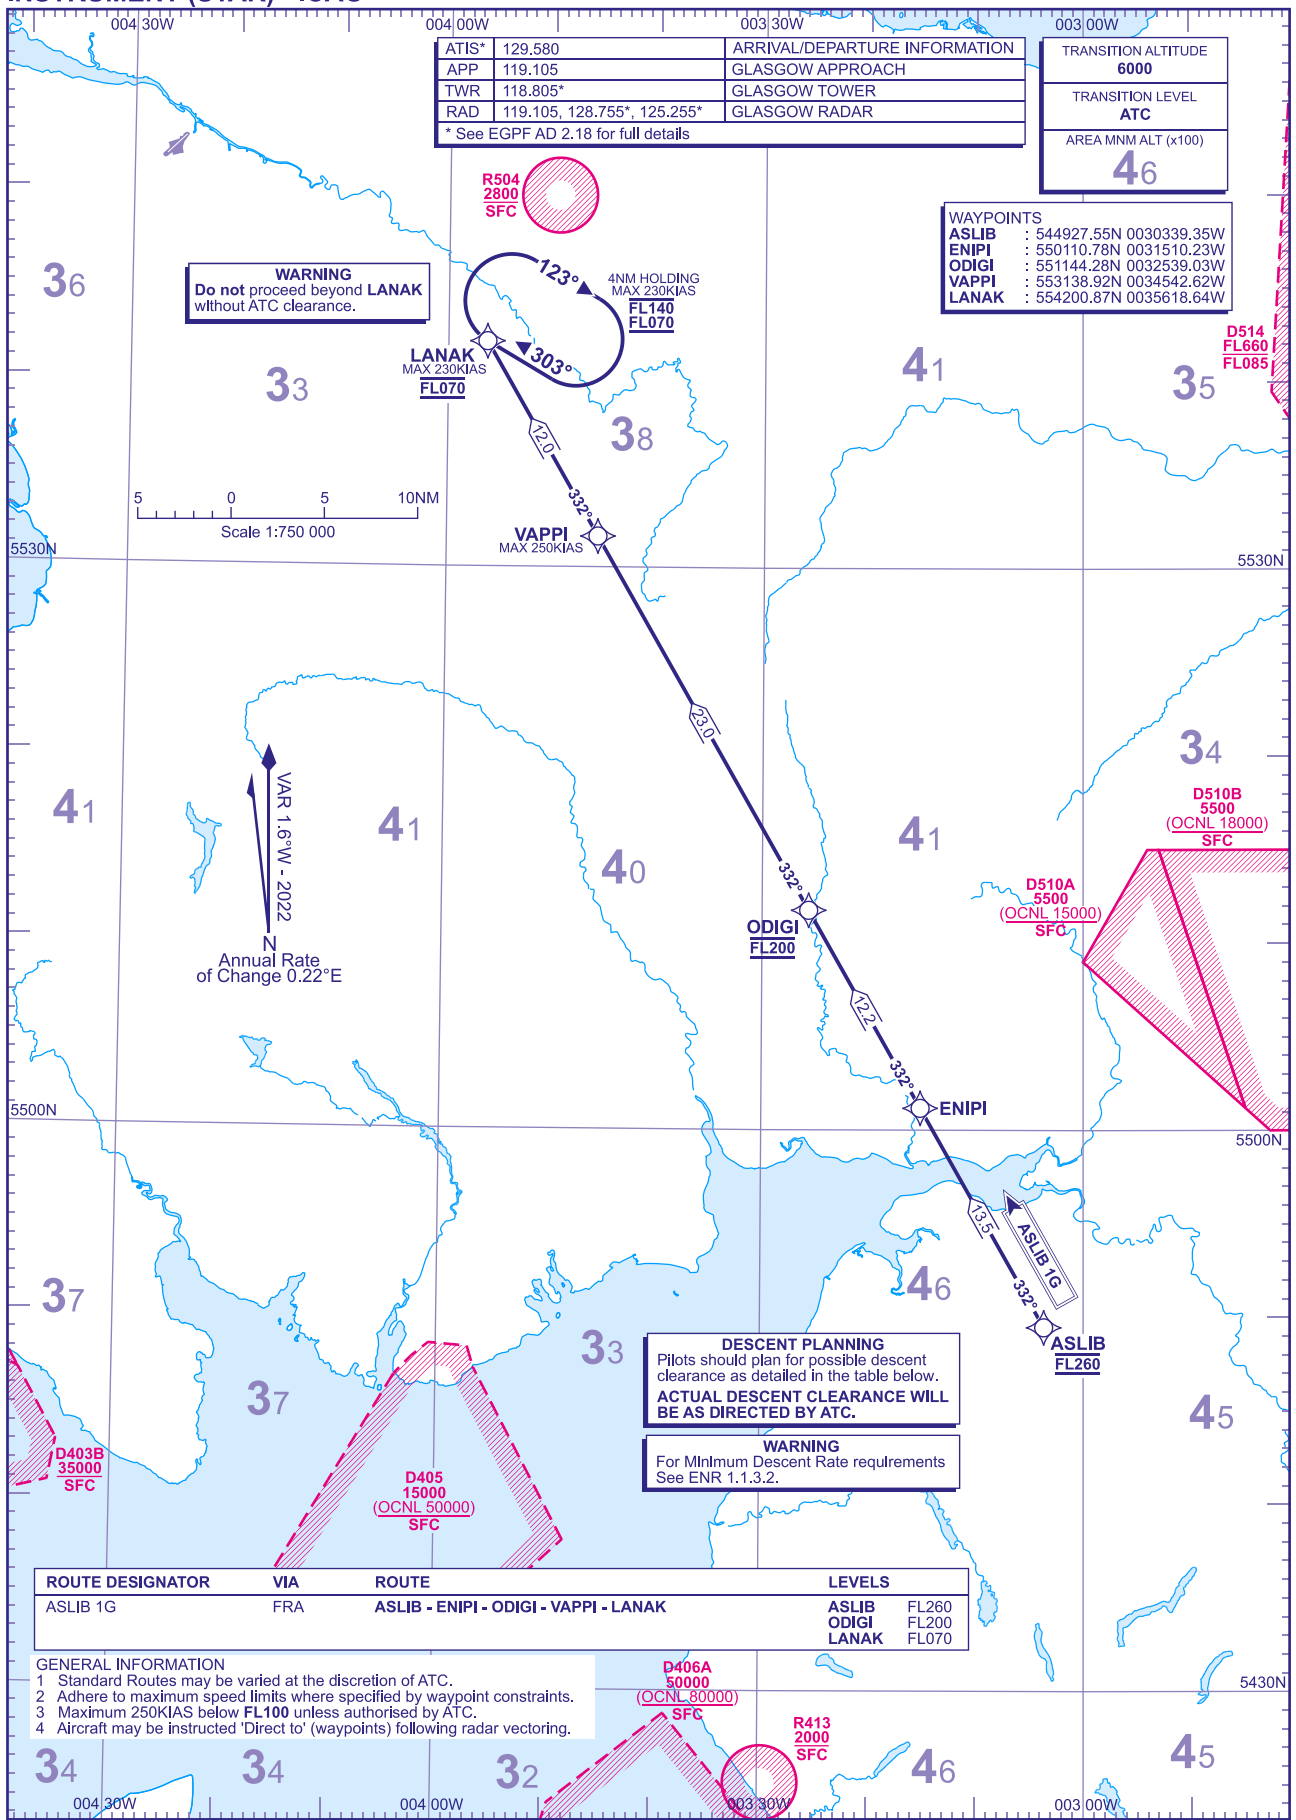 004 30W
004 00W
003 30W
003 00W
ATIS* 129.580 ARRIVAL/DEPARTURE INFORMATION
APP 119.105 GLASGOW APPROACH
TWR 118.805* GLASGOW TOWER
RAD 119.105, 128.755*, 125.255* GLASGOW RADAR
* See EGPF AD 2.18 for full details
TRANSITION ALTITUDE
6000
TRANSITION LEVEL
ATC
AREA MNM ALT (x100)
46
R504
2800
SFC
WAYPOINTS
ASLIB : 544927.55N 0030339.35W
ENIPI : 550110.78N 0031510.23W
ODIGI : 551144.28N 0032539.03W
VAPPI : 553138.92N 0034542.62W
LANAK : 554200.87N 0035618.64W
36
WARNING
Do not proceed beyond LANAK
without ATC clearance.
123°
4NM HOLDING
MAX 230KIAS
FL140
FL070
303°
LANAK
MAX 230KIAS
FL070
D514
FL660
FL085
33
41
35
38
12.0
5 0 5 10NM
Scale 1:750 000
332°
VAPPI
MAX 250KIAS
5530N
5530N
23.0
34
VAR 1.6°W - 2022
N
Annual Rate
of Change 0.22°E
41
41
40
41
D510B
5500
(OCNL 18000)
SFC
D510A
5500
(OCNL 15000)
SFC
332°
ODIGI
FL200
12.2
332°
ENIPI
5500N
5500N
13.5
ASLIB 1G
332°
ASLIB
FL260
37
46
33
37
45
DESCENT PLANNING
Pilots should plan for possible descent
clearance as detailed in the table below.
ACTUAL DESCENT CLEARANCE WILL
BE AS DIRECTED BY ATC.
WARNING
For Minimum Descent Rate requirements
See ENR 1.1.3.2.
D403B
35000
SFC
D405
15000
(OCNL 50000)
SFC
ROUTE DESIGNATOR VIA ROUTE LEVELS
ASLIB 1G FRA ASLIB - ENIPI - ODIGI - VAPPI - LANAK ASLIB FL260
ODIGI FL200
LANAK FL070
GENERAL INFORMATION
1 Standard Routes may be varied at the discretion of ATC.
2 Adhere to maximum speed limits where specified by waypoint constraints.
3 Maximum 250KIAS below FL100 unless authorised by ATC.
4 Aircraft may be instructed 'Direct to' (waypoints) following radar vectoring.
D406A
50000
(OCNL 80000)
SFC
5430N
R413
2000
SFC
34
34
32
46
45
004 30W
004 00W
003 30W
003 00W